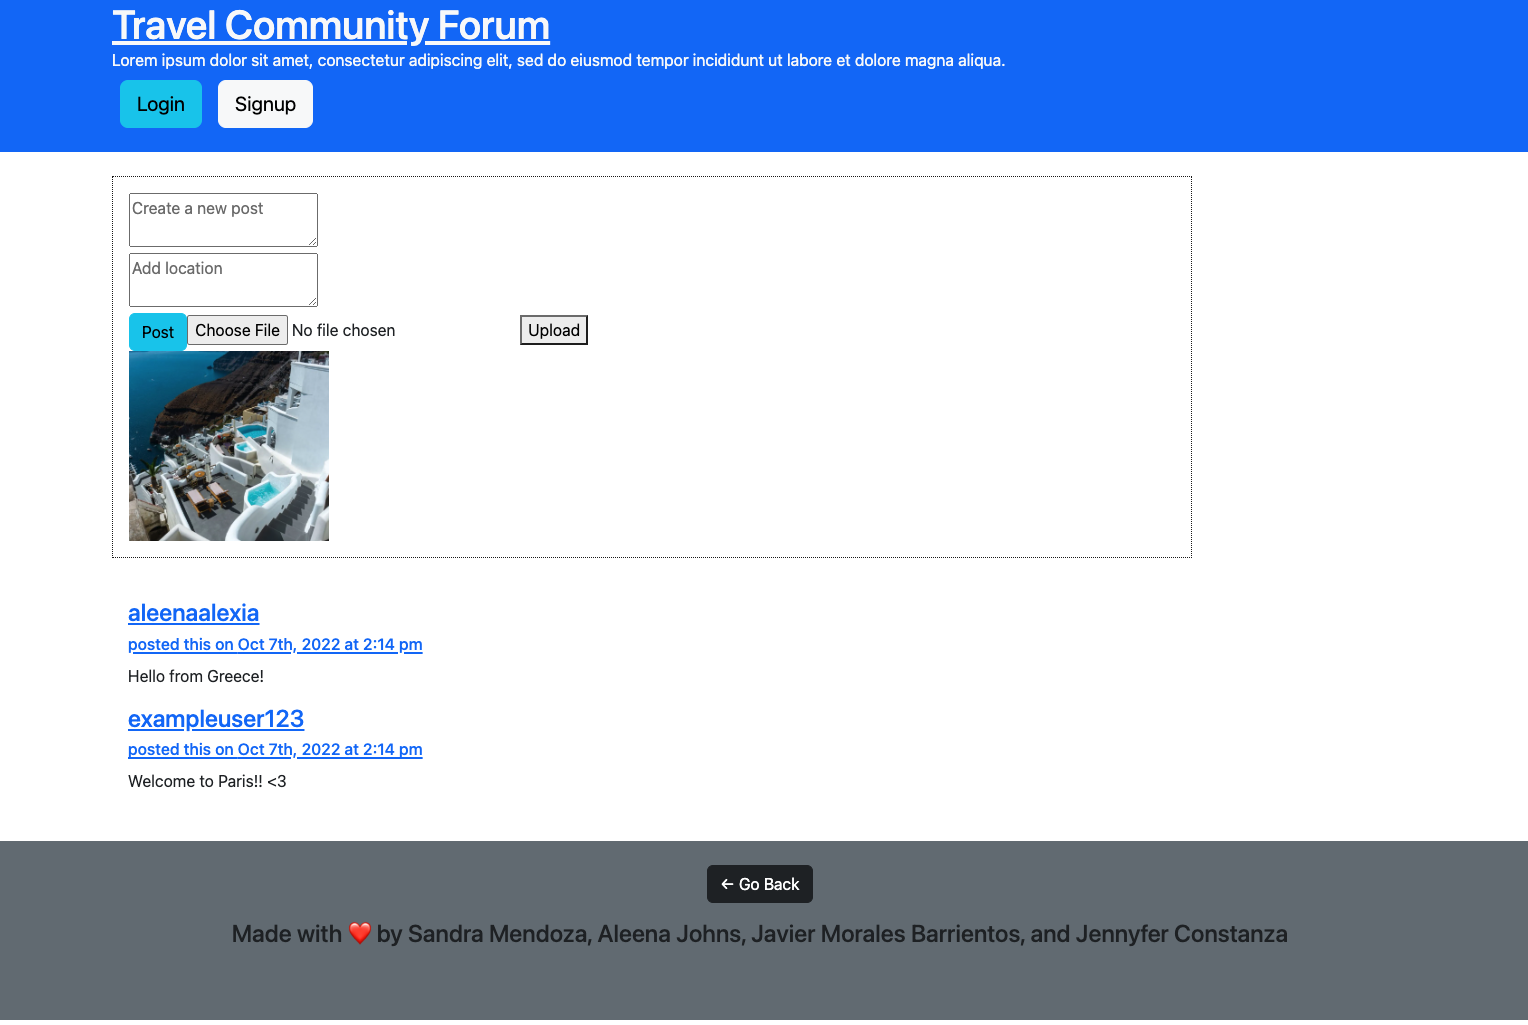 Travel Community Forum
Lorem ipsum dolor sit amet, consectetur adipiscing elit, sed do eiusmod tempor incididunt ut labore et dolore magna aliqua.
Login Signup
Create a new post
Add location
Post Choose File No file chosen Upload
aleenaalexia
posted this on Oct 7th, 2022 at 2:14 pm
Hello from Greece!
exampleuser123
posted this on Oct 7th, 2022 at 2:14 pm
Welcome to Paris!! <3
← Go Back
Made with ❤️ by Sandra Mendoza, Aleena Johns, Javier Morales Barrientos, and Jennyfer Constanza